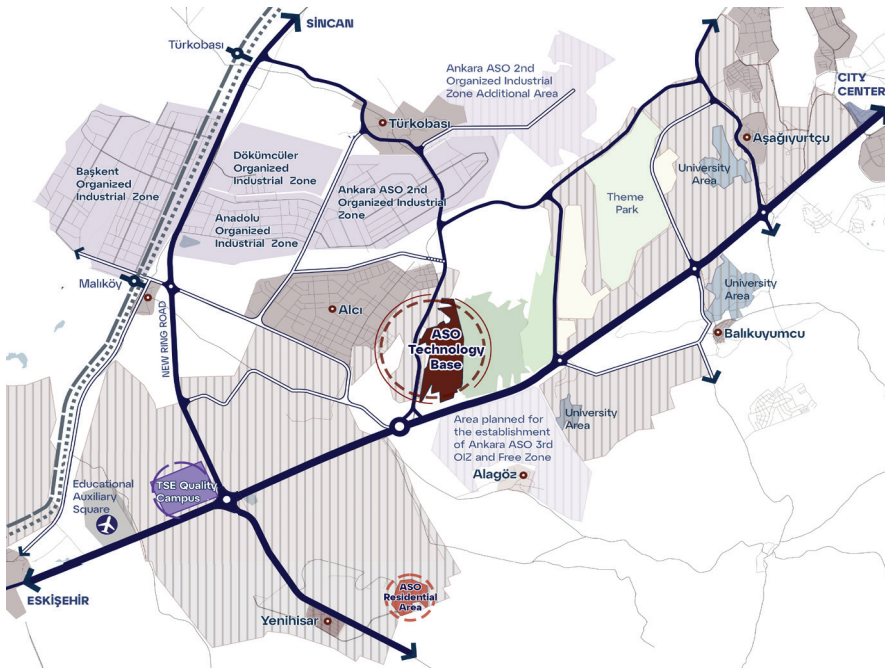 SİNCAN
Türkobası
Ankara ASO 2nd
Organized Industrial
Zone Additional Area
CITY
CENTER
Türkobası
Aşağıyurtçu
Başkent
Organized
Industrial Zone
Dökümcüler
Organized
Industrial Zone
Ankara ASO 2nd
Organized Industrial
Zone
University
Area
Theme
Park
Anadolu
Organized
Industrial Zone
Malıköy
University
Area
Alcı
NEW RING ROAD
ASO
Technology
Base
Balıkuyumcu
Area planned for
the establishment
of Ankara ASO 3rd
OIZ and Free Zone
University
Area
Alagöz
TSE Quality
Campus
Educational
Auxiliary
Square
ASO
Residential
Area
ESKİŞEHİR
Yenihisar